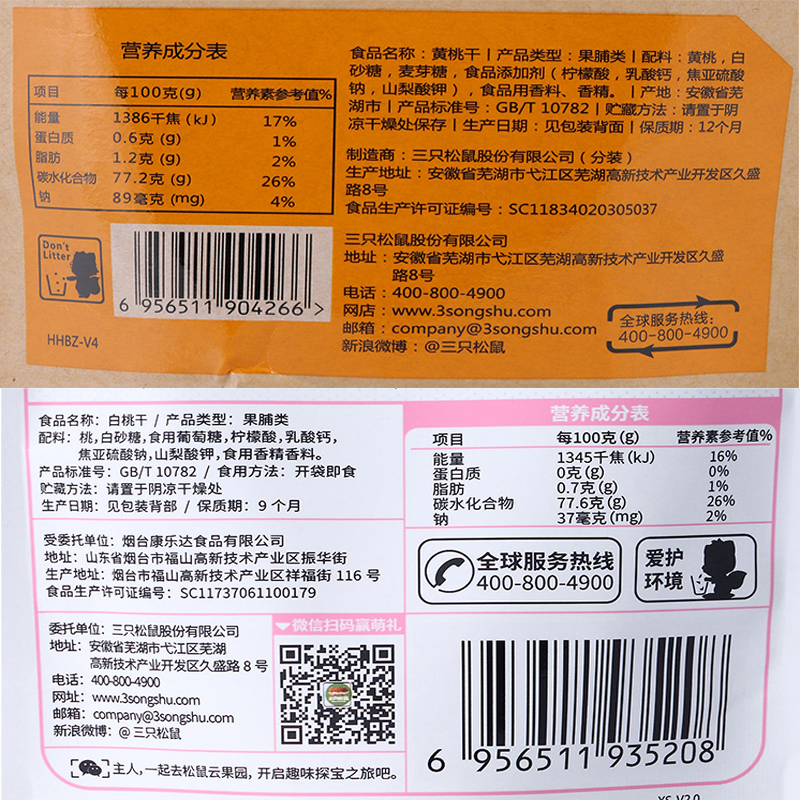 营养成分表
项目 每100克(g) 营养素参考值%
能量 1386千焦(kJ) 17%
蛋白质 0.6克 (g) 1%
脂肪 1.2克 (g) 2%
碳水化合物 77.2克 (g) 26%
钠 89毫克 (mg) 4%
Don't
Litter
6 956511 904266 >
HHBZ-V4
食品名称：黄桃干 | 产品类型：果脯类 | 配料：黄桃，白
砂糖，麦芽糖，食品添加剂（柠檬酸，乳酸钙，焦亚硫酸
钠，山梨酸钾），食品用香料、香精。 | 产地：安徽省芜
湖市 | 产品标准号：GB/T 10782 | 贮藏方法：请置于阴
凉干燥处保存 | 生产日期：见包装背面 | 保质期：12个月
制造商：三只松鼠股份有限公司（分装）
生产地址：安徽省芜湖市弋江区芜湖高新技术产业开发区久盛
路8号
食品生产许可证编号：SC11834020305037
三只松鼠股份有限公司
地址：安徽省芜湖市弋江区芜湖高新技术产业开发区久盛
路8号
电话：400-800-4900
网店：www.3songshu.com
邮箱：company@3songshu.com
新浪微博：@三只松鼠
全球服务热线：
400-800-4900
食品名称：白桃干 / 产品类型：果脯类
配料：桃,白砂糖,食用葡萄糖,柠檬酸,乳酸钙,
焦亚硫酸钠,山梨酸钾,食用香精香料。
产品标准号：GB/T 10782 / 食用方法：开袋即食
贮藏方法：请置于阴凉干燥处
生产日期：见包装背部 / 保质期：9 个月
受委托单位：烟台康乐达食品有限公司
地址：山东省烟台市福山高新技术产业区振华街
生产地址：烟台市福山高新技术产业区祥福街 116 号
食品生产许可证编号：SC11737061100179
委托单位：三只松鼠股份有限公司
地址：安徽省芜湖市弋江区芜湖
高新技术产业开发区久盛路 8 号
电话：400-800-4900
网址：www.3songshu.com
邮箱：company@3songshu.com
新浪微博：@ 三只松鼠
微信扫码赢萌礼
主人，一起去松鼠云果园，开启趣味探宝之旅吧。
营养成分表
项目 每100克(g) 营养素参考值%
能量 1345千焦(kJ) 16%
蛋白质 0克(g) 0%
脂肪 0.7克(g) 1%
碳水化合物 77.6克(g) 26%
钠 37毫克(mg) 2%
全球服务热线
400-800-4900
爱护
环境
6 956511 935208
YS-V2.0